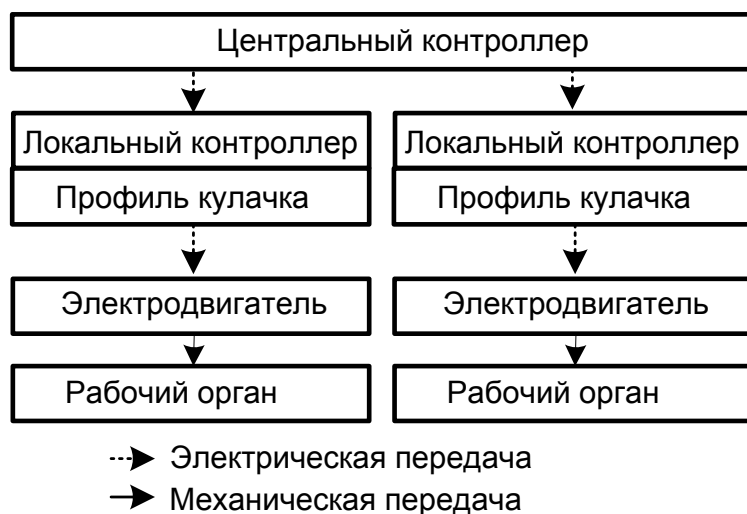 Центральный контроллер
Локальный контроллер
Локальный контроллер
Профиль кулачка
Профиль кулачка
Электродвигатель
Электродвигатель
Рабочий орган
Рабочий орган
Электрическая передача
Механическая передача